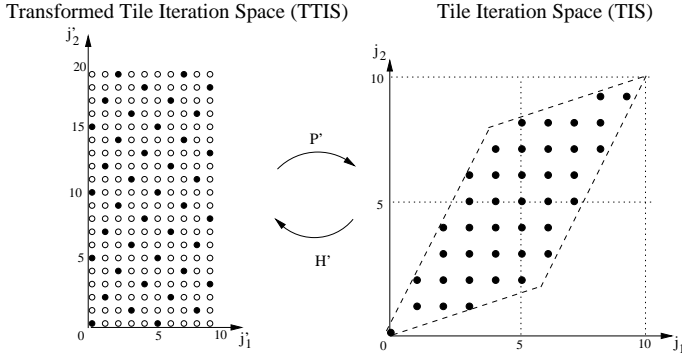 Transformed Tile Iteration Space (TTIS)
Tile Iteration Space (TIS)
j'2
20
15
10
5
0
5
10
j'1
P'
H'
j2
10
5
0
5
10
j1